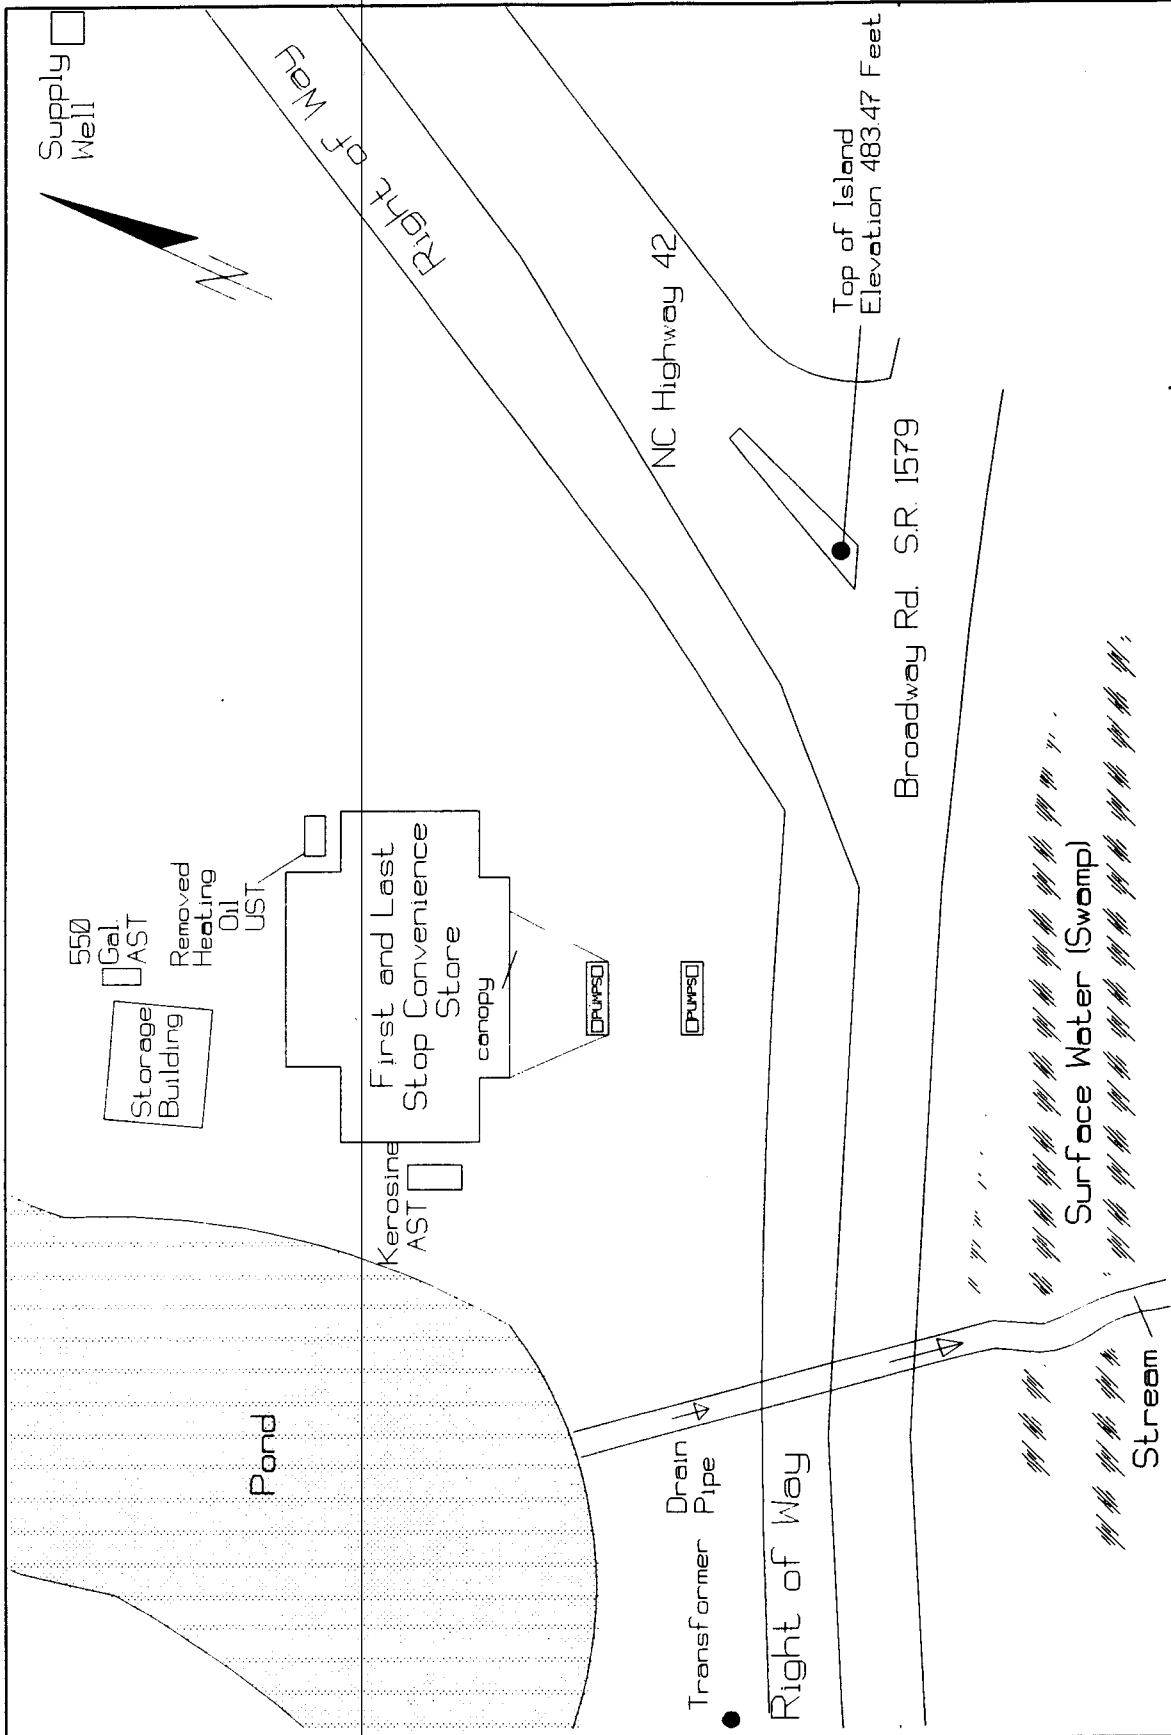 Supply
Well
Right of Way
NC Highway 42
Top of Island
Elevation 483.47 Feet
Broadway Rd. S.R. 1579
550
Gal.
AST
Removed
Heating
Oil
UST
Storage
Building
First and Last
Stop Convenience
Store
canopy
PUMPS
PUMPS
Kerosine
AST
Pond
Surface Water (Swamp)
Drain
Pipe
Transformer
Right of Way
Stream
N